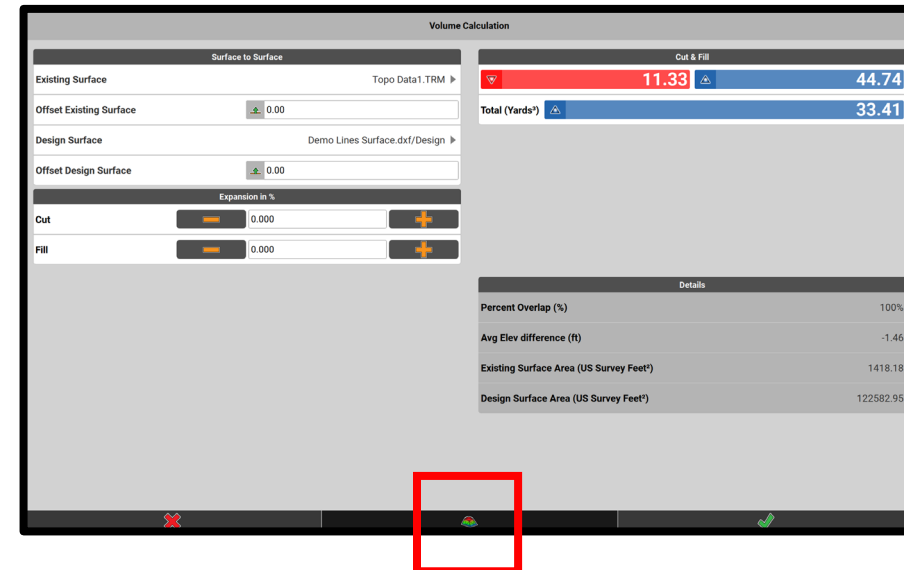 Volume Calculation
Surface to Surface
Existing Surface Topo Data1.TRM
Offset Existing Surface 0.00
Design Surface Demo Lines Surface.dxf/Design
Offset Design Surface 0.00
Expansion in %
Cut 0.000
Fill 0.000
Cut & Fill
11.33 44.74
Total (Yards³) 33.41
Details
Percent Overlap (%) 100%
Avg Elev difference (ft) -1.46
Existing Surface Area (US Survey Feet²) 1418.18
Design Surface Area (US Survey Feet²) 122582.95